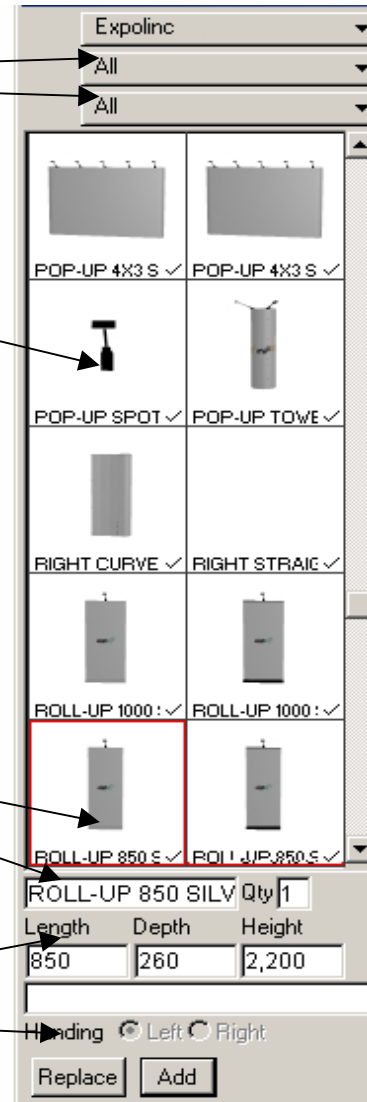 Expolinc
All
All
POP-UP 4X3 S POP-UP 4X3 S
POP-UP SPOT POP-UP TOWE
RIGHT CURVE RIGHT STRAIG
ROLL-UP 1000 : ROLL-UP 1000 :
ROLL-UP 850 S ROLL-UP 850 S
ROLL-UP 850 SILV Qty 1
Length Depth Height
850 260 2,200
Handing Left Right
Replace Add